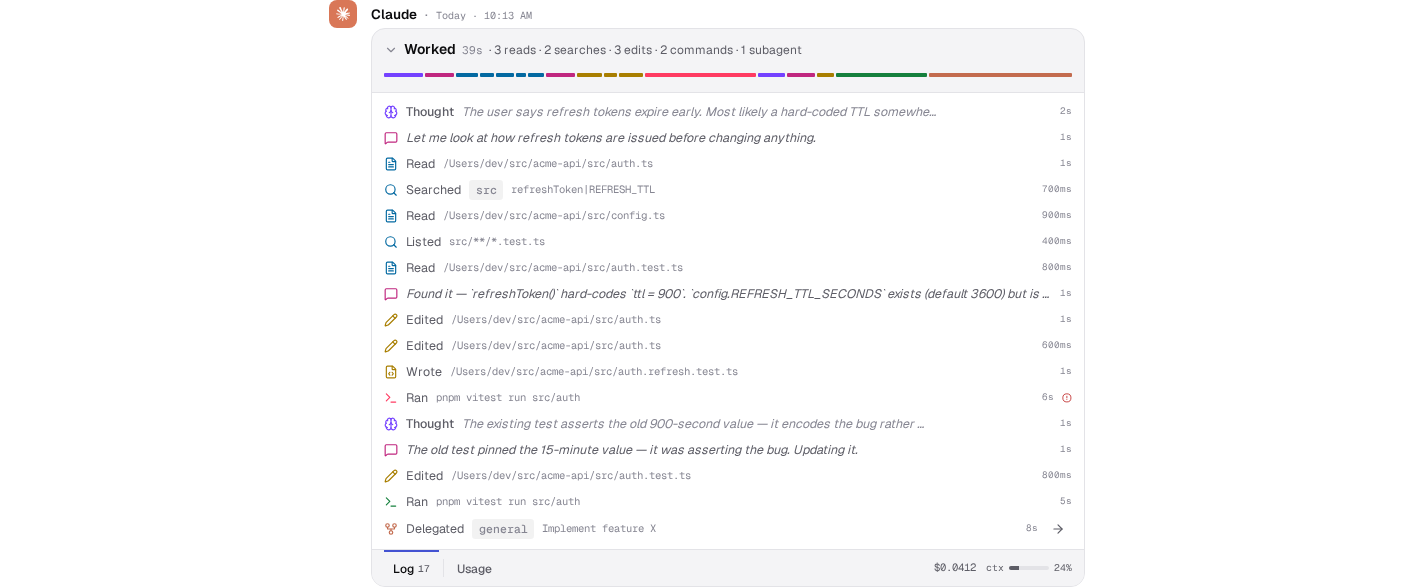 Claude · Today · 10:13 AM
Worked 39s · 3 reads · 2 searches · 3 edits · 2 commands · 1 subagent
Thought The user says refresh tokens expire early. Most likely a hard-coded TTL somewhe… 2s
Let me look at how refresh tokens are issued before changing anything. 1s
Read /Users/dev/src/acme-api/src/auth.ts 1s
Searched src refreshToken|REFRESH_TTL 700ms
Read /Users/dev/src/acme-api/src/config.ts 900ms
Listed src/**/*.test.ts 400ms
Read /Users/dev/src/acme-api/src/auth.test.ts 800ms
Found it — `refreshToken()` hard-codes `ttl = 900`. `config.REFRESH_TTL_SECONDS` exists (default 3600) but is … 1s
Edited /Users/dev/src/acme-api/src/auth.ts 1s
Edited /Users/dev/src/acme-api/src/auth.ts 600ms
Wrote /Users/dev/src/acme-api/src/auth.refresh.test.ts 1s
Ran pnpm vitest run src/auth 6s
Thought The existing test asserts the old 900-second value — it encodes the bug rather … 1s
The old test pinned the 15-minute value — it was asserting the bug. Updating it. 1s
Edited /Users/dev/src/acme-api/src/auth.test.ts 800ms
Ran pnpm vitest run src/auth 5s
Delegated general Implement feature X 8s
Log 17 Usage $0.0412 ctx 24%